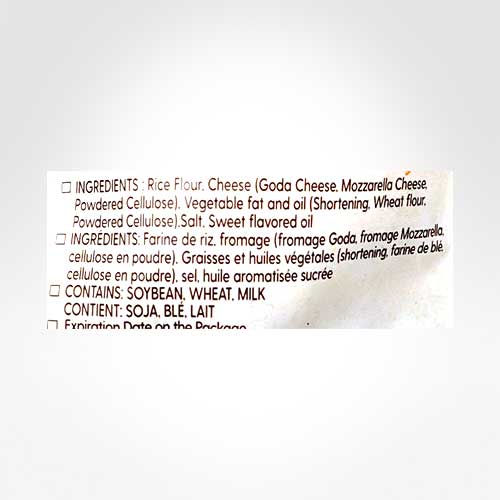 ☐ INGREDIENTS : Rice Flour, Cheese (Goda Cheese, Mozzarella Cheese,
Powdered Cellulose), Vegetable fat and oil (Shortening, Wheat flour,
Powdered Cellulose),Salt, Sweet flavored oil
☐ INGRÉDIENTS: Farine de riz, fromage (fromage Goda, fromage Mozzarella,
cellulose en poudre), Graisses et huiles végétales (shortening, farine de blé,
cellulose en poudre), sel, huile aromatisée sucrée
☐ CONTAINS: SOYBEAN, WHEAT, MILK
CONTIENT: SOJA, BLÉ, LAIT
☐ Expiration Date on the Package